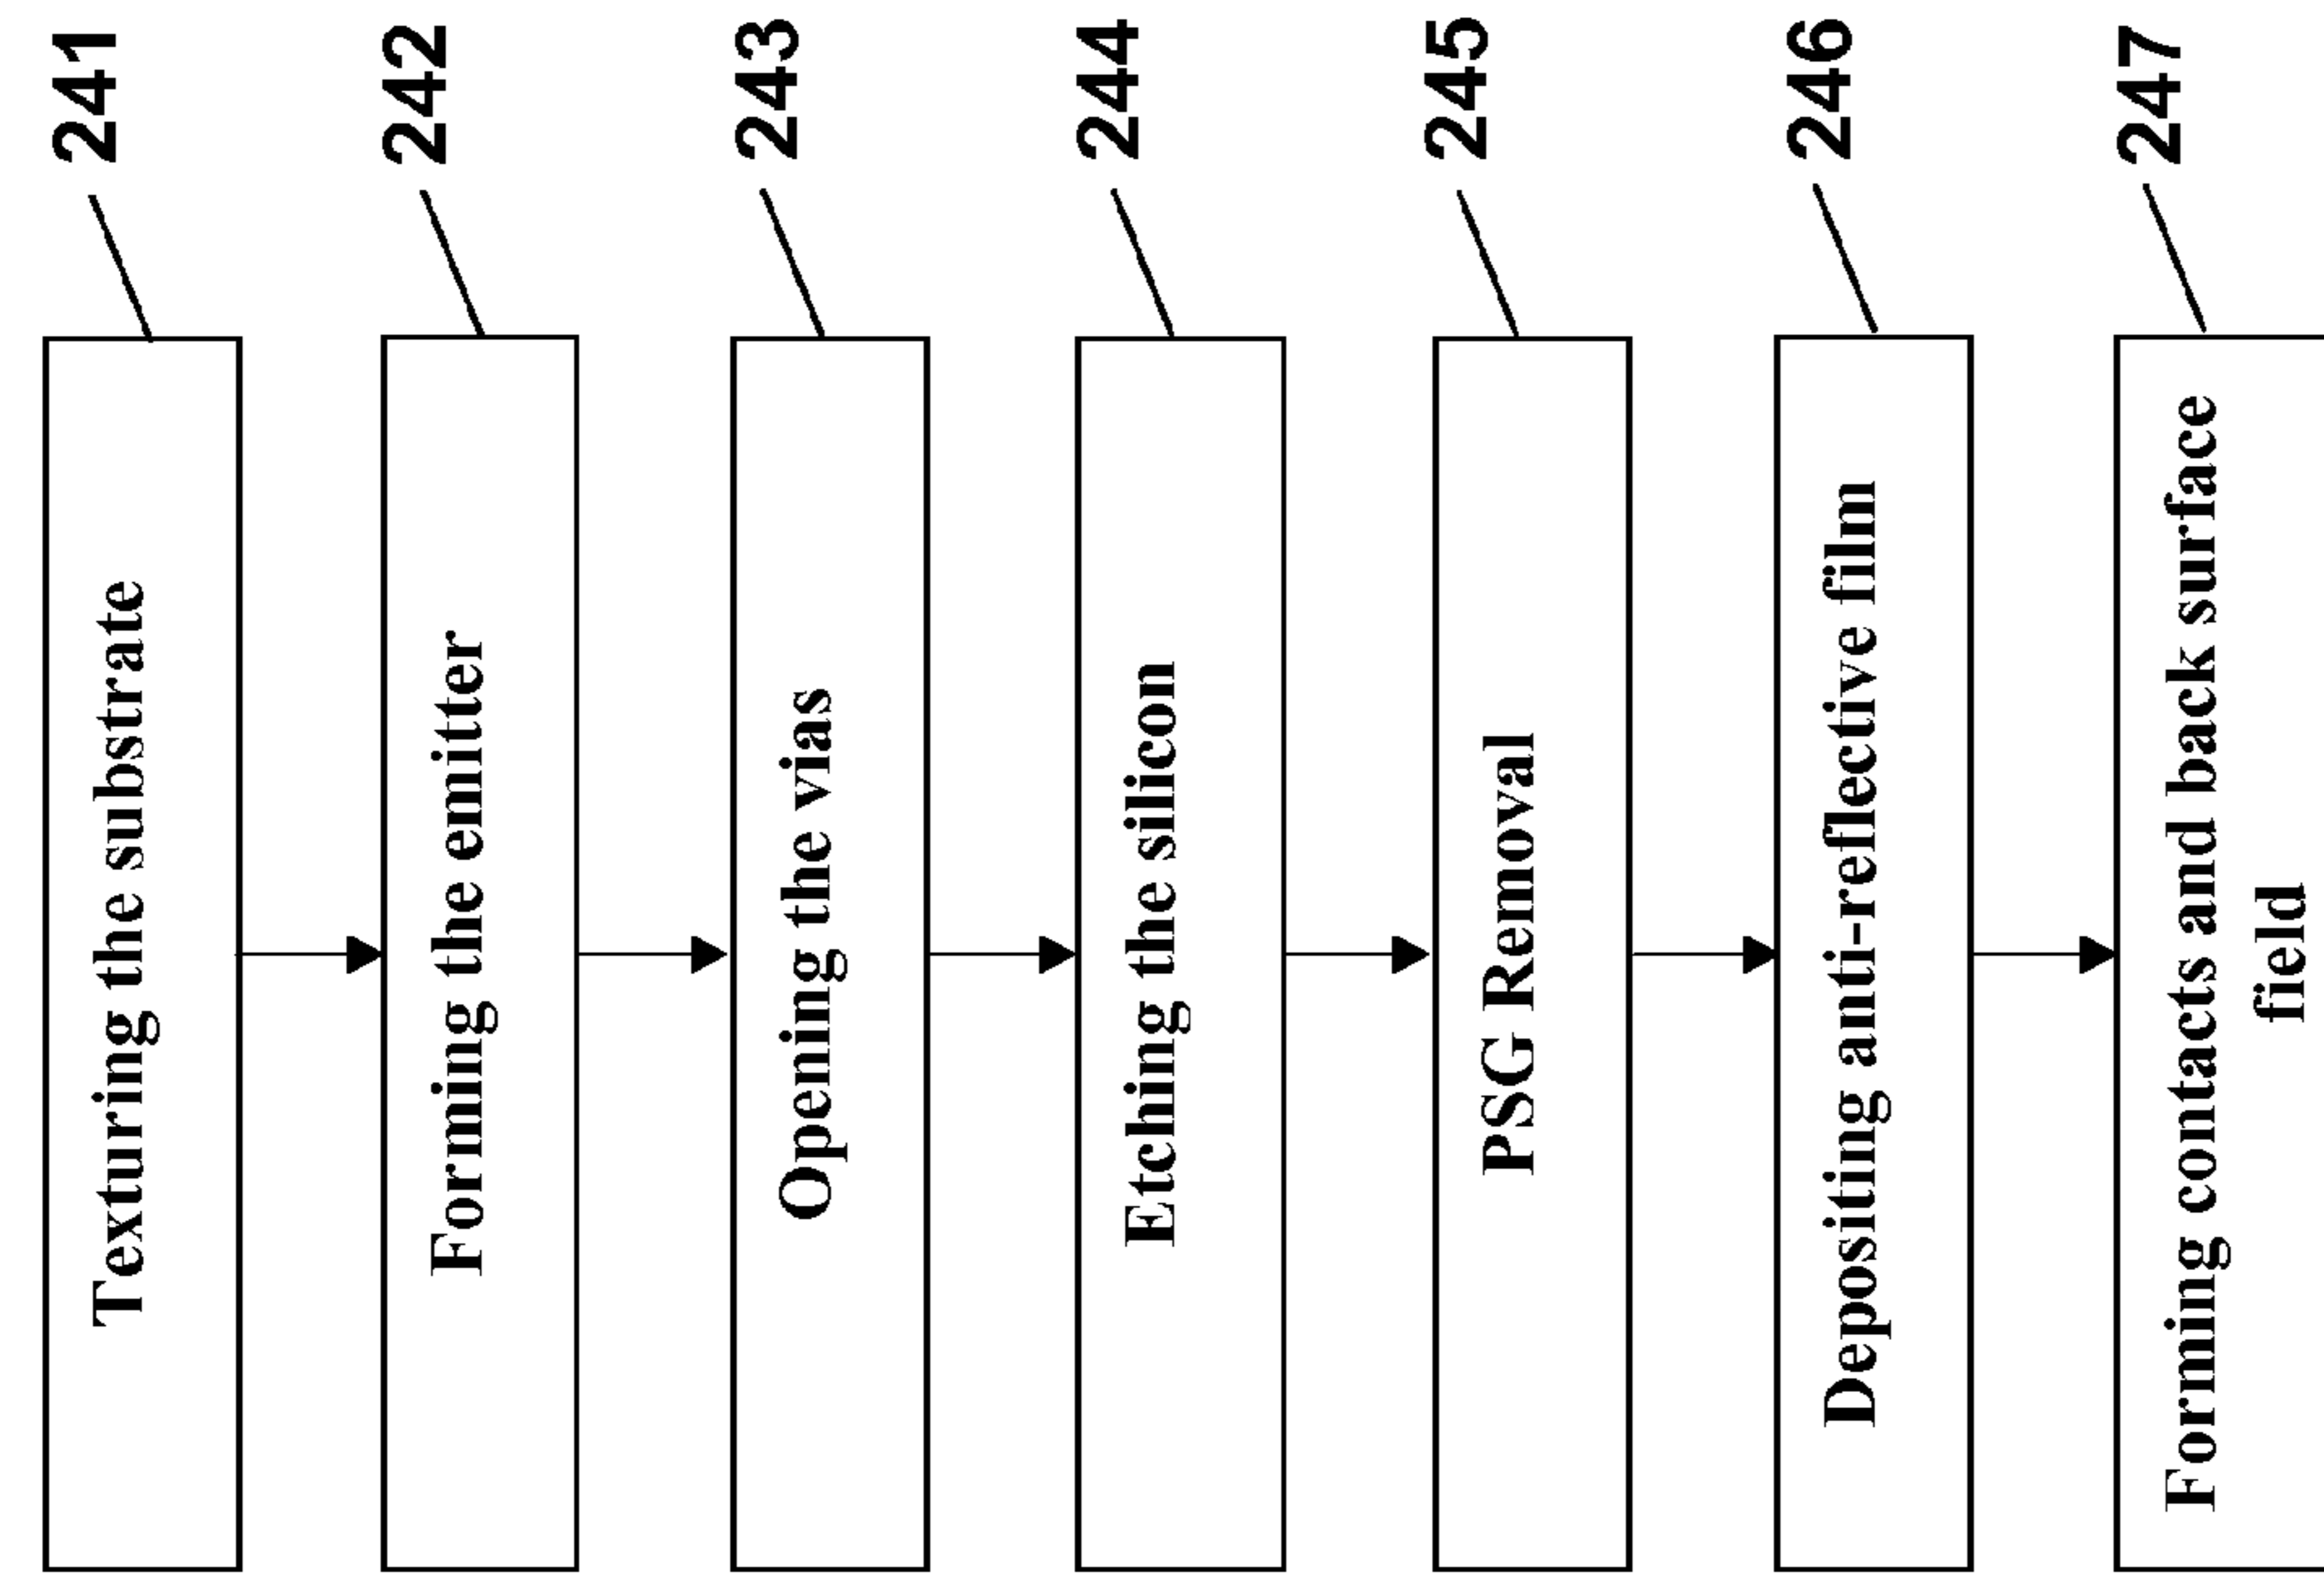 Texturing the substrate
241
Forming the emitter
242
Opening the vias
243
Etching the silicon
244
PSG Removal
245
Depositing anti-reflective film
246
Forming contacts and back surface
field
247